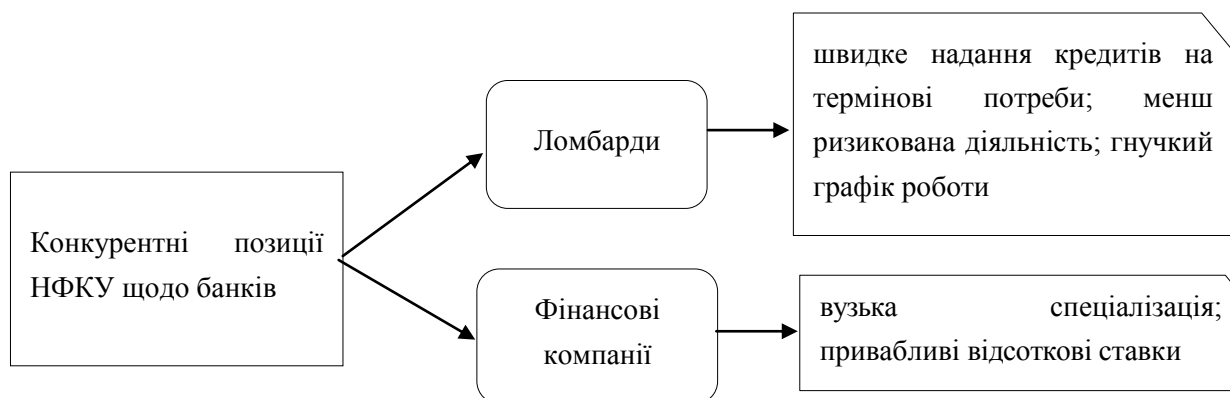 Конкурентні позиції
НФКУ щодо банків
Ломбарди
швидке надання кредитів на
термінові потреби; менш
ризикована діяльність; гнучкий
графік роботи
Фінансові
компанії
вузька спеціалізація;
привабливі відсоткові ставки